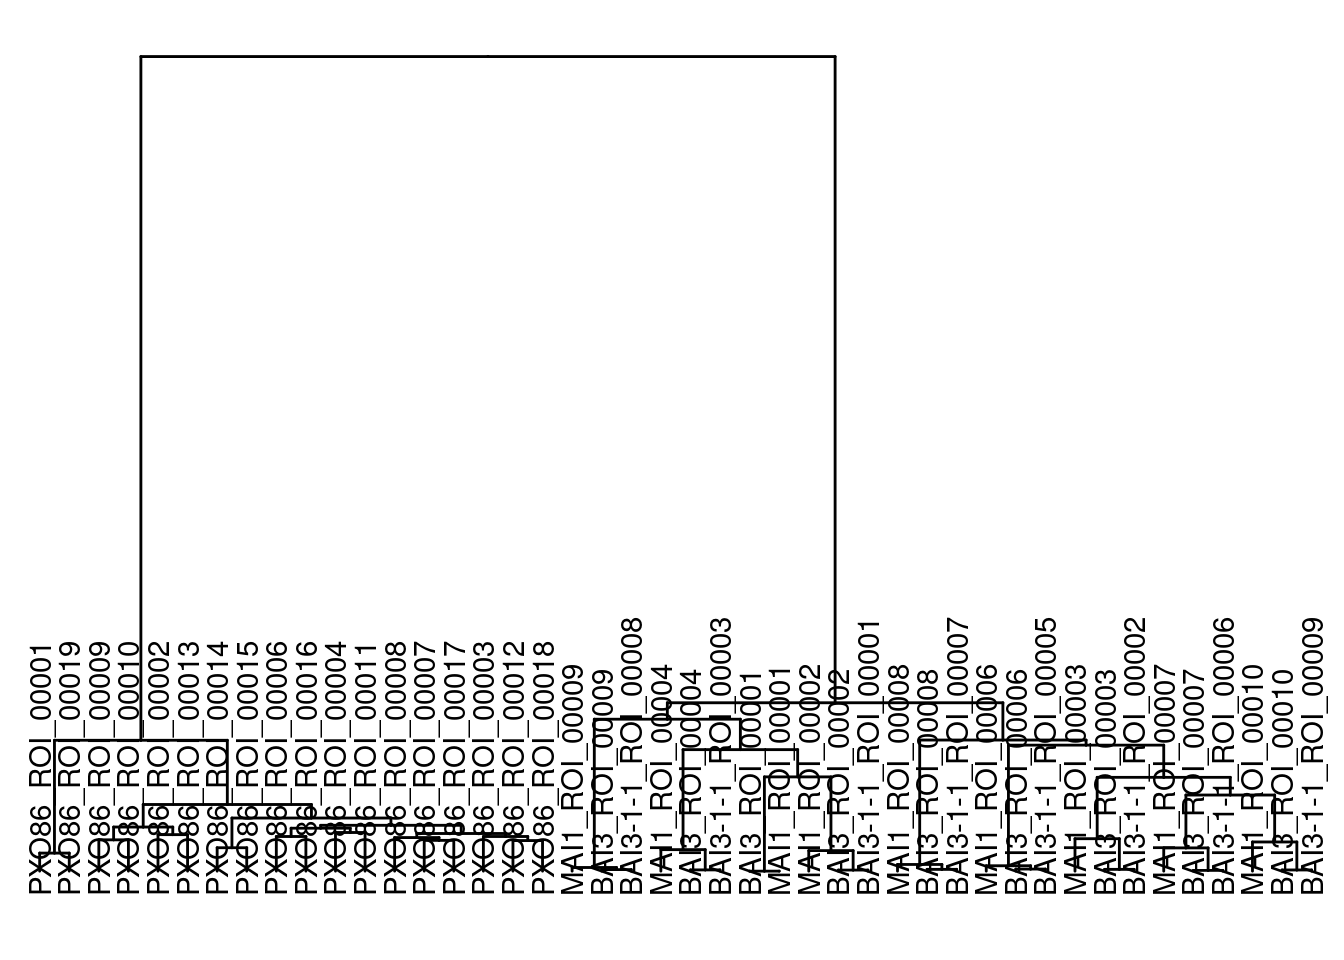 PXO86_ROI_00001
PXO86_ROI_00019
PXO86_ROI_00009
PXO86_ROI_00010
PXO86_ROI_00002
PXO86_ROI_00013
PXO86_ROI_00014
PXO86_ROI_00015
PXO86_ROI_00006
PXO86_ROI_00016
PXO86_ROI_00004
PXO86_ROI_00011
PXO86_ROI_00008
PXO86_ROI_00007
PXO86_ROI_00017
PXO86_ROI_00003
PXO86_ROI_00012
PXO86_ROI_00018
MAI1_ROI_00009
BAI3_ROI_00009
BAI3-1-1_ROI_00008
MAI1_ROI_00004
BAI3_ROI_00004
BAI3-1-1_ROI_00003
BAI3_ROI_00001
MAI1_ROI_00001
MAI1_ROI_00002
BAI3_ROI_00002
BAI3-1-1_ROI_00001
MAI1_ROI_00008
BAI3_ROI_00008
BAI3-1-1_ROI_00007
MAI1_ROI_00006
BAI3_ROI_00006
BAI3-1-1_ROI_00005
MAI1_ROI_00003
BAI3_ROI_00003
BAI3-1-1_ROI_00002
MAI1_ROI_00007
BAI3_ROI_00007
BAI3-1-1_ROI_00006
MAI1_ROI_00010
BAI3_ROI_00010
BAI3-1-1_ROI_00009